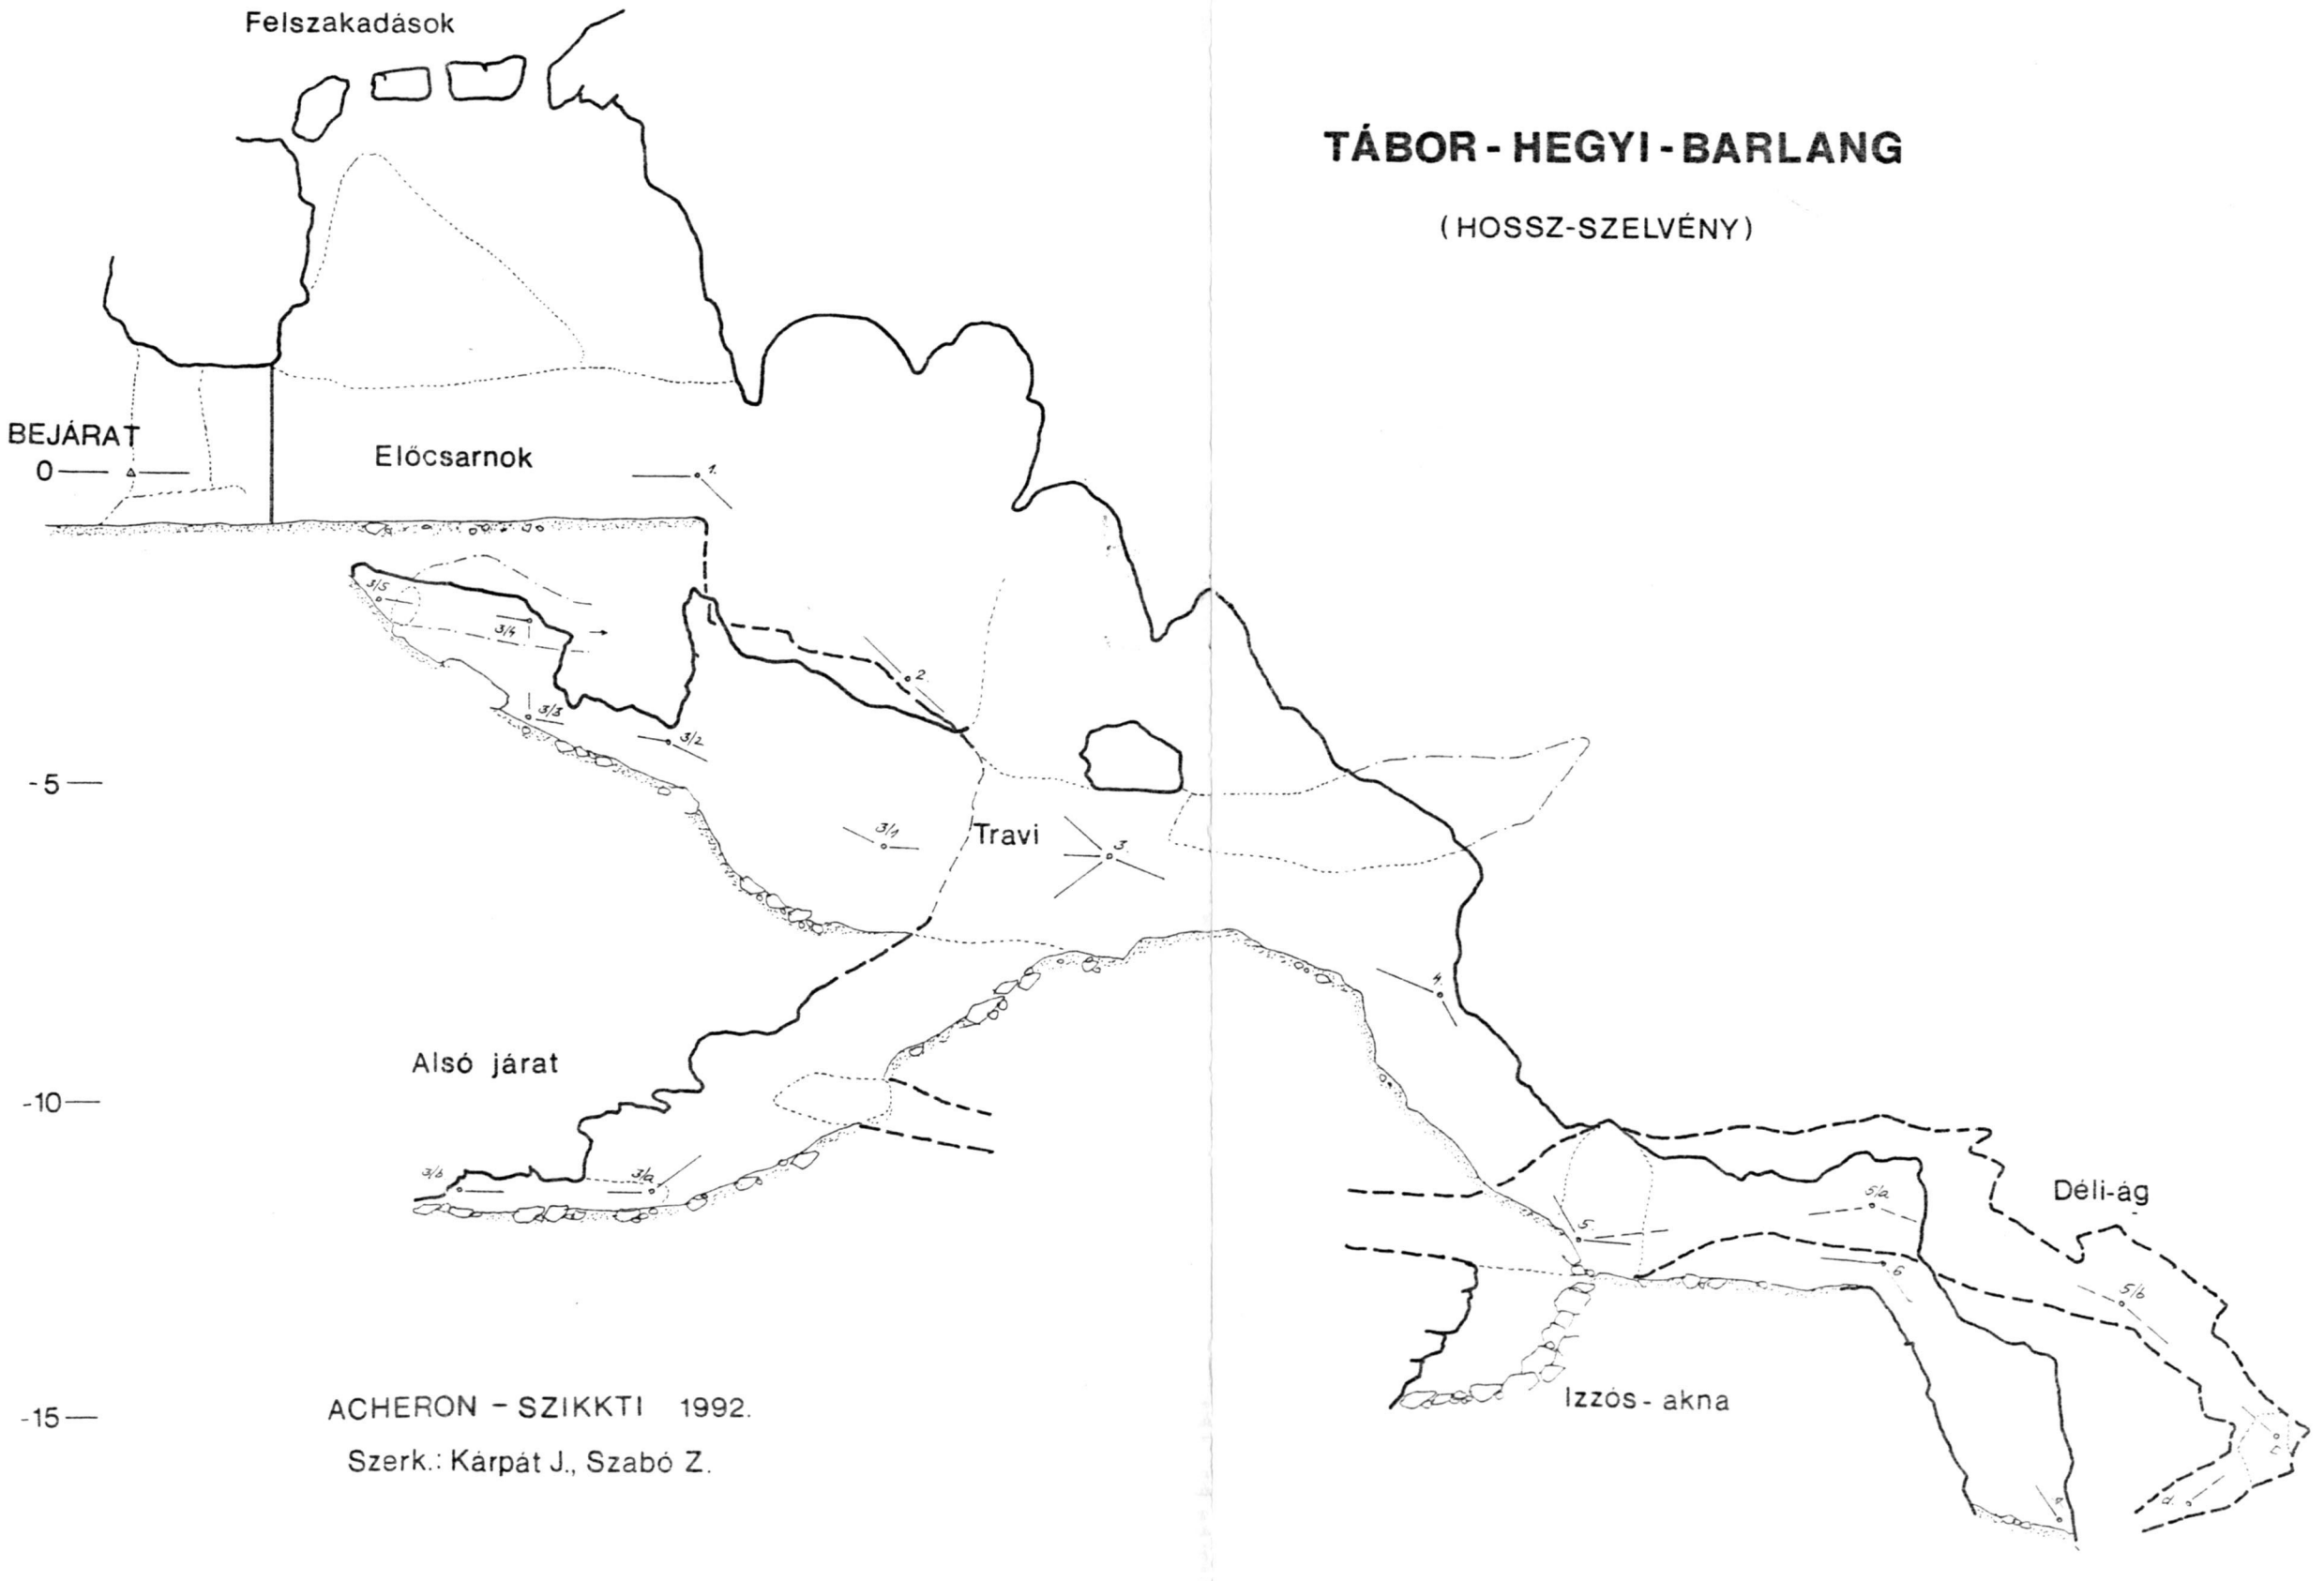 Felszakadások
TÁBOR-HEGYI-BARLANG
(HOSSZ-SZELVÉNY)
BEJÁRAT
0
Előcsarnok
1.
3/5
3/4
2.
3/3
3/2
-5
3/1
Travi
3.
4.
Alsó járat
-10
3/b
3/a
5.
5/a
Déli-ág
6
5/b
Izzós-akna
-15
ACHERON - SZIKKTI 1992.
Szerk.: Kárpát J., Szabó Z.
d.